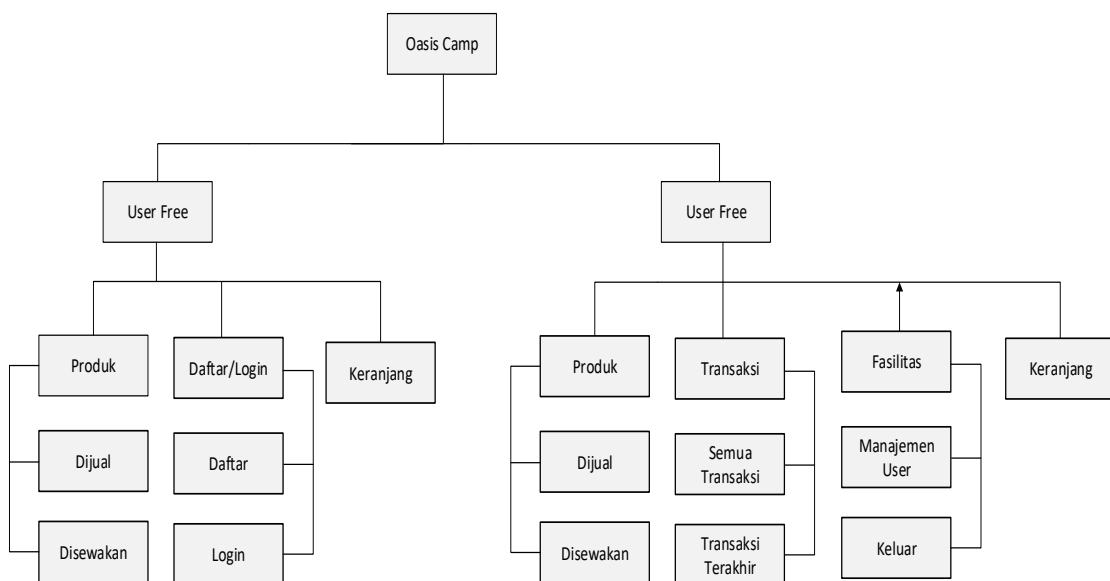 Oasis Camp
User Free
User Free
Produk
Daftar/Login
Keranjang
Produk
Transaksi
Fasilitas
Keranjang
Dijual
Daftar
Dijual
Semua
Transaksi
Manajemen
User
Disewakan
Login
Disewakan
Transaksi
Terakhir
Keluar